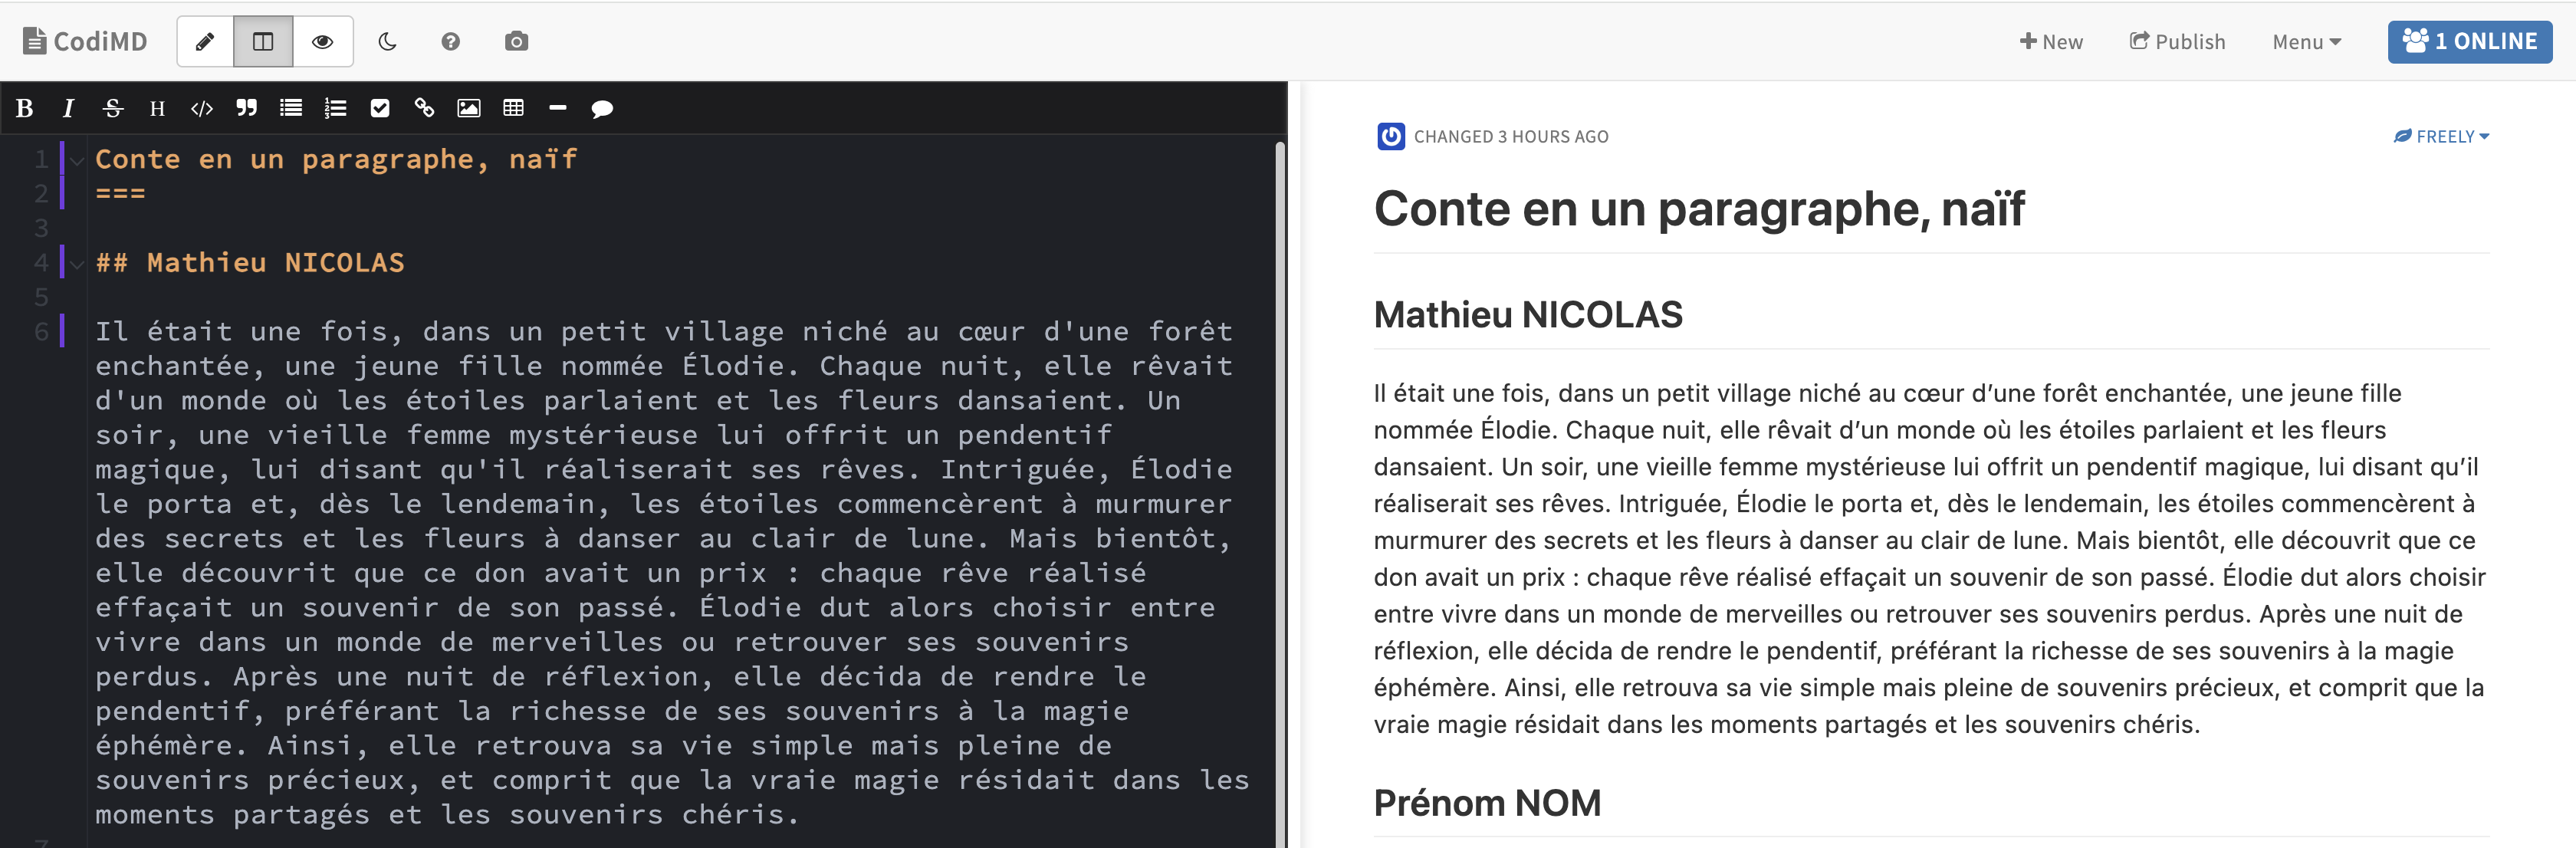 CodiMD
New
Publish
Menu
1 ONLINE
B I S H </>
1 Conte en un paragraphe, naïf
2 ===
3
4 ## Mathieu NICOLAS
5
6 Il était une fois, dans un petit village niché au cœur d'une forêt
enchantée, une jeune fille nommée Élodie. Chaque nuit, elle rêvait
d'un monde où les étoiles parlaient et les fleurs dansaient. Un
soir, une vieille femme mystérieuse lui offrit un pendentif
magique, lui disant qu'il réaliserait ses rêves. Intriguée, Élodie
le porta et, dès le lendemain, les étoiles commencèrent à murmurer
des secrets et les fleurs à danser au clair de lune. Mais bientôt,
elle découvrit que ce don avait un prix : chaque rêve réalisé
effaçait un souvenir de son passé. Élodie dut alors choisir entre
vivre dans un monde de merveilles ou retrouver ses souvenirs
perdus. Après une nuit de réflexion, elle décida de rendre le
pendentif, préférant la richesse de ses souvenirs à la magie
éphémère. Ainsi, elle retrouva sa vie simple mais pleine de
souvenirs précieux, et comprit que la vraie magie résidait dans les
moments partagés et les souvenirs chéris.
7
CHANGED 3 HOURS AGO
FREELY
Conte en un paragraphe, naïf
Mathieu NICOLAS
Il était une fois, dans un petit village niché au cœur d’une forêt enchantée, une jeune fille
nommée Élodie. Chaque nuit, elle rêvait d’un monde où les étoiles parlaient et les fleurs
dansaient. Un soir, une vieille femme mystérieuse lui offrit un pendentif magique, lui disant qu’il
réaliserait ses rêves. Intriguée, Élodie le porta et, dès le lendemain, les étoiles commencèrent à
murmurer des secrets et les fleurs à danser au clair de lune. Mais bientôt, elle découvrit que ce
don avait un prix : chaque rêve réalisé effaçait un souvenir de son passé. Élodie dut alors choisir
entre vivre dans un monde de merveilles ou retrouver ses souvenirs perdus. Après une nuit de
réflexion, elle décida de rendre le pendentif, préférant la richesse de ses souvenirs à la magie
éphémère. Ainsi, elle retrouva sa vie simple mais pleine de souvenirs précieux, et comprit que la
vraie magie résidait dans les moments partagés et les souvenirs chéris.
Prénom NOM